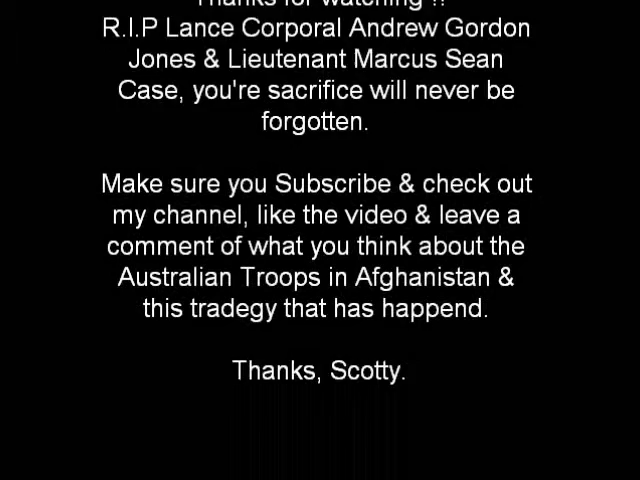 Thanks for watching !!
R.I.P Lance Corporal Andrew Gordon
Jones & Lieutenant Marcus Sean
Case, you're sacrifice will never be
forgotten.
Make sure you Subscribe & check out
my channel, like the video & leave a
comment of what you think about the
Australian Troops in Afghanistan &
this tradegy that has happend.
Thanks, Scotty.